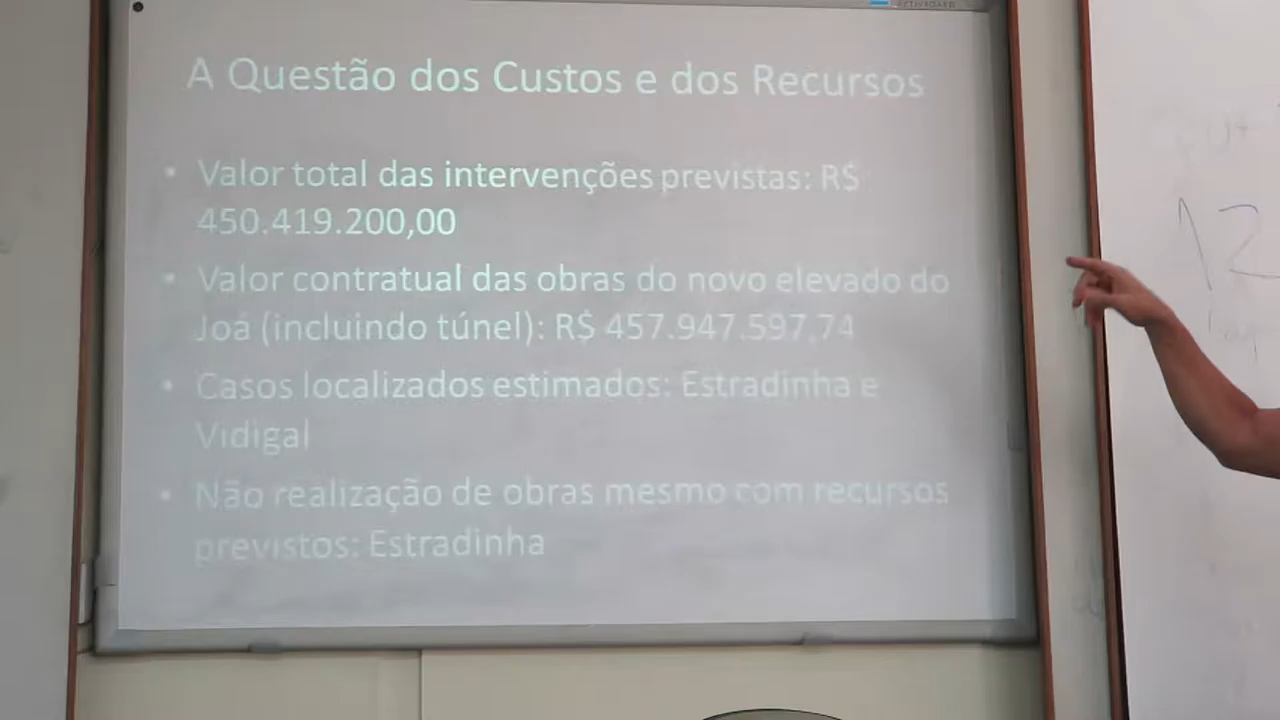 ACTIVBOARD
A Questão dos Custos e dos Recursos
• Valor total das intervenções previstas: R$
450.419.200,00
• Valor contratual das obras do novo elevado do
Joá (incluindo túnel): R$ 457.947.597,74
• Casos localizados estimados: Estradinha e
Vidigal
• Não realização de obras mesmo com recursos
previstos: Estradinha
12